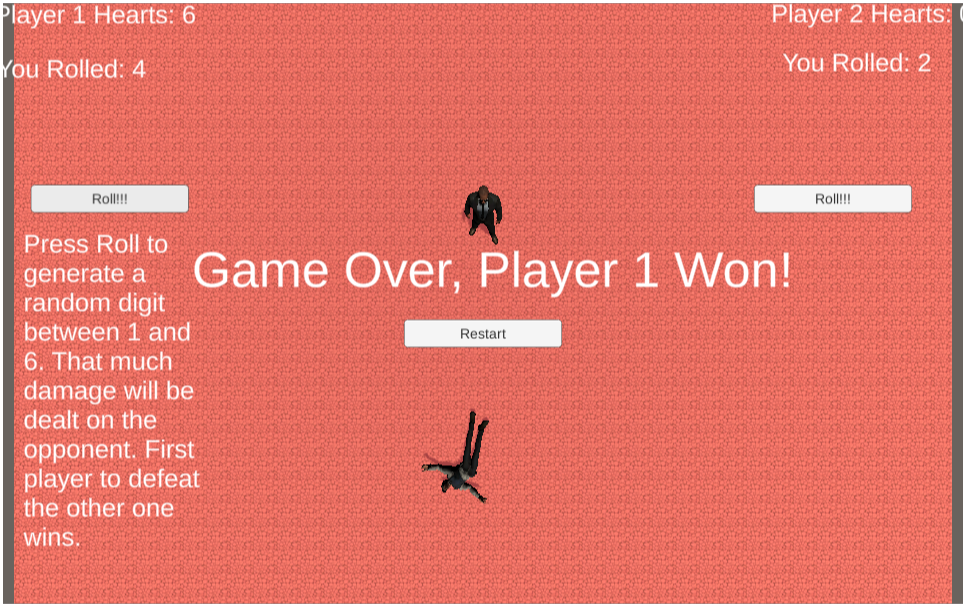 Player 1 Hearts: 6
Player 2 Hearts: 0
You Rolled: 4
You Rolled: 2
Roll!!!
Roll!!!
Press Roll to
generate a
random digit
between 1 and
6. That much
damage will be
dealt on the
opponent. First
player to defeat
the other one
wins.
Game Over, Player 1 Won!
Restart